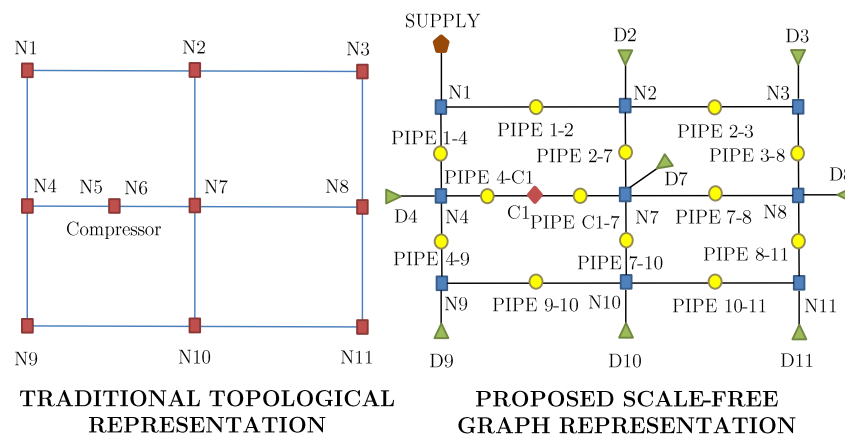 N1
N2
N3
N4
N5
N6
N7
N8
Compressor
N9
N10
N11
TRADITIONAL TOPOLOGICAL
REPRESENTATION
SUPPLY
D2
D3
N1
N2
N3
PIPE 1-2
PIPE 2-3
PIPE 1-4
PIPE 2-7
PIPE 3-8
PIPE 4-C1
D7
D8
D4
N4
C1
PIPE C1-7
N7
PIPE 7-8
N8
PIPE 4-9
PIPE 7-10
PIPE 8-11
N9
PIPE 9-10
N10
PIPE 10-11
N11
D9
D10
D11
PROPOSED SCALE-FREE
GRAPH REPRESENTATION